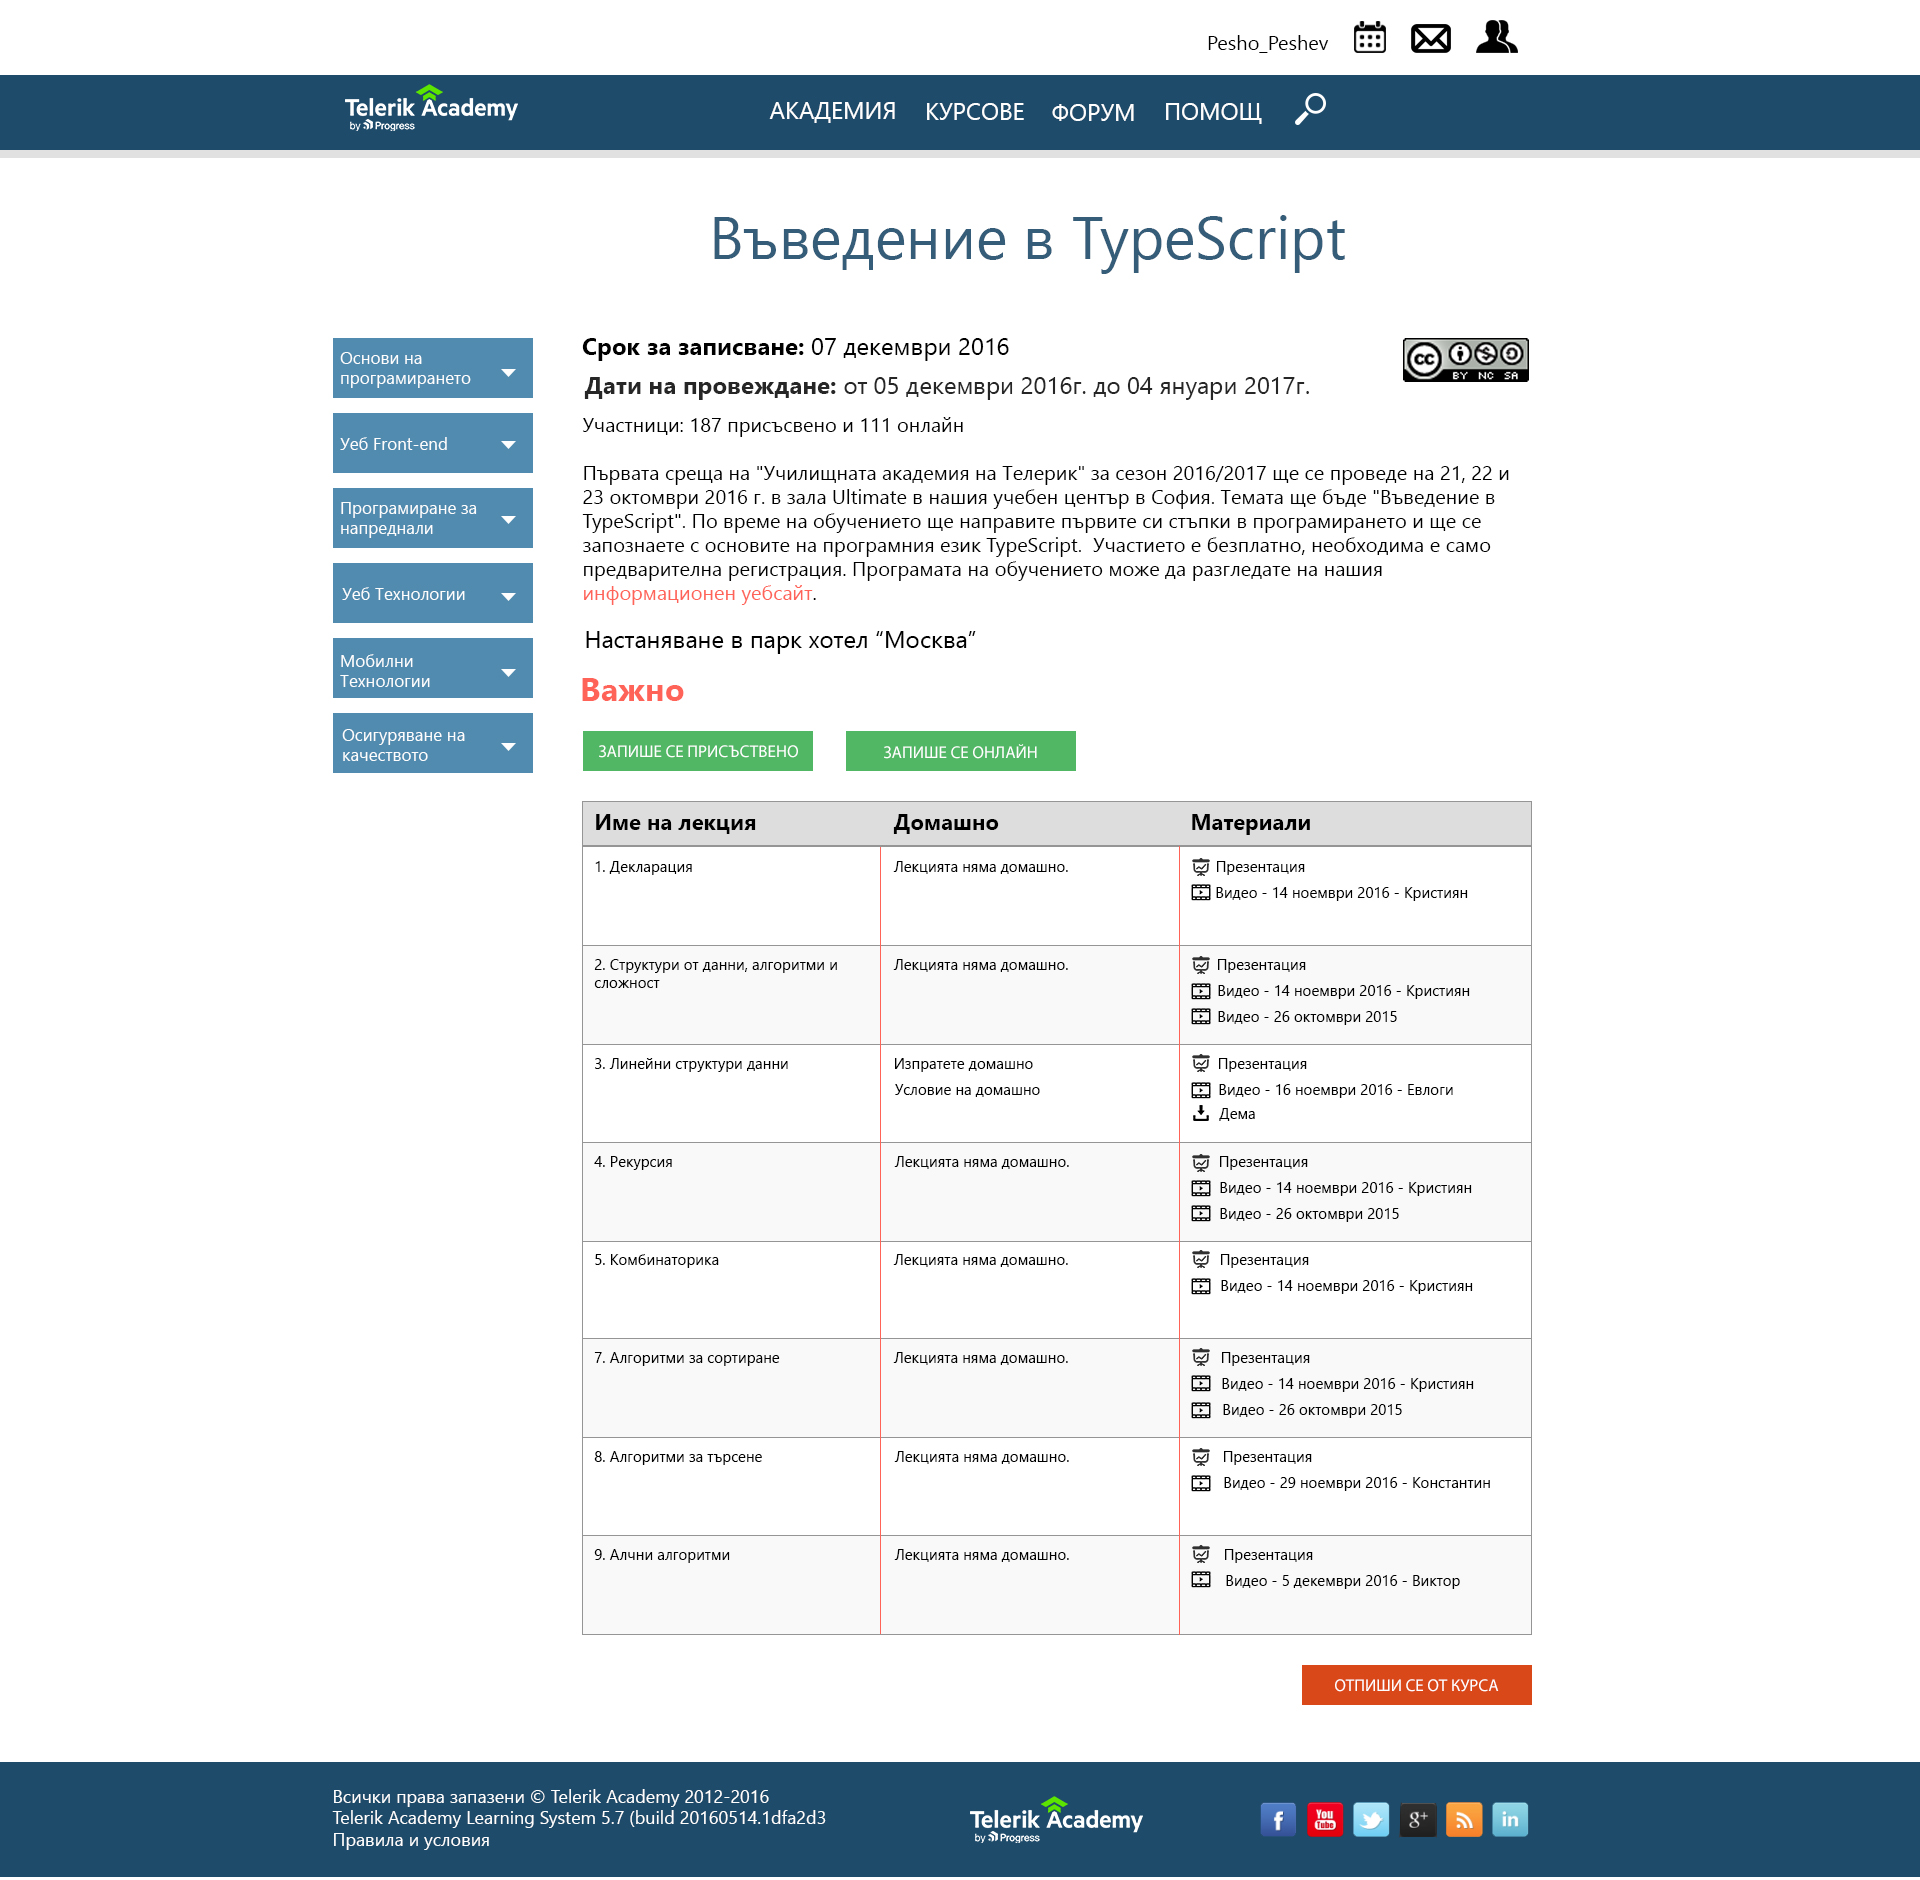 Pesho_Peshev
Telerik Academy
by Progress
АКАДЕМИЯ КУРСОВЕ ФОРУМ ПОМОЩ
Въведение в TypeScript
Основи на
програмирането
Уеб Front-end
Програмиране за
напреднали
Уеб Технологии
Мобилни
Технологии
Осигуряване на
качеството
Срок за записване: 07 декември 2016
cc BY NC SA
Дати на провеждане: от 05 декември 2016г. до 04 януари 2017г.
Участници: 187 присъсвено и 111 онлайн
Първата среща на "Училищната академия на Телерик" за сезон 2016/2017 ще се проведе на 21, 22 и
23 октомври 2016 г. в зала Ultimate в нашия учебен център в София. Темата ще бъде "Въведение в
TypeScript". По време на обучението ще направите първите си стъпки в програмирането и ще се
запознаете с основите на програмния език TypeScript.  Участието е безплатно, необходима е само
предварителна регистрация. Програмата на обучението може да разгледате на нашия
информационен уебсайт.
Настаняване в парк хотел “Москва”
Важно
ЗАПИШЕ СЕ ПРИСЪСТВЕНО ЗАПИШЕ СЕ ОНЛАЙН
Име на лекция Домашно Материали
1. Декларация Лекцията няма домашно. Презентация
Видео - 14 ноември 2016 - Кристиян
2. Структури от данни, алгоритми и
сложност
Лекцията няма домашно. Презентация
Видео - 14 ноември 2016 - Кристиян
Видео - 26 октомври 2015
3. Линейни структури данни Изпратете домашно Презентация
Условие на домашно Видео - 16 ноември 2016 - Евлоги
Дема
4. Рекурсия Лекцията няма домашно. Презентация
Видео - 14 ноември 2016 - Кристиян
Видео - 26 октомври 2015
5. Комбинаторика Лекцията няма домашно. Презентация
Видео - 14 ноември 2016 - Кристиян
7. Алгоритми за сортиране Лекцията няма домашно. Презентация
Видео - 14 ноември 2016 - Кристиян
Видео - 26 октомври 2015
8. Алгоритми за търсене Лекцията няма домашно. Презентация
Видео - 29 ноември 2016 - Константин
9. Алчни алгоритми Лекцията няма домашно. Презентация
Видео - 5 декември 2016 - Виктор
ОТПИШИ СЕ ОТ КУРСА
Всички права запазени © Telerik Academy 2012-2016
Telerik Academy Learning System 5.7 (build 20160514.1dfa2d3
Правила и условия
Telerik Academy
by Progress
f You Tube g+ in